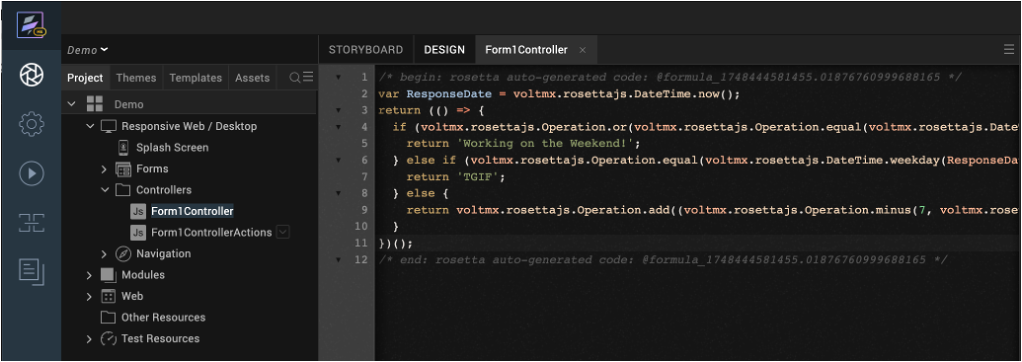 Demo
STORYBOARD DESIGN Form1Controller ×
Project Themes Templates Assets
Demo
Responsive Web / Desktop
Splash Screen
Forms
Controllers
Js Form1Controller
Js Form1ControllerActions
Navigation
Modules
Web
Other Resources
Test Resources
1 /* begin: rosetta auto-generated code: @formula_1748444581455.01876760999688165 */
2 var ResponseDate = voltmx.rosettajs.DateTime.now();
3 return (() => {
4 if (voltmx.rosettajs.Operation.or(voltmx.rosettajs.Operation.equal(voltmx.rosettajs.DateT
5 return 'Working on the Weekend!';
6 } else if (voltmx.rosettajs.Operation.equal(voltmx.rosettajs.DateTime.weekday(ResponseDa
7 return 'TGIF';
8 } else {
9 return voltmx.rosettajs.Operation.add((voltmx.rosettajs.Operation.minus(7, voltmx.rose
10 }
11 })();
12 /* end: rosetta auto-generated code: @formula_1748444581455.01876760999688165 */